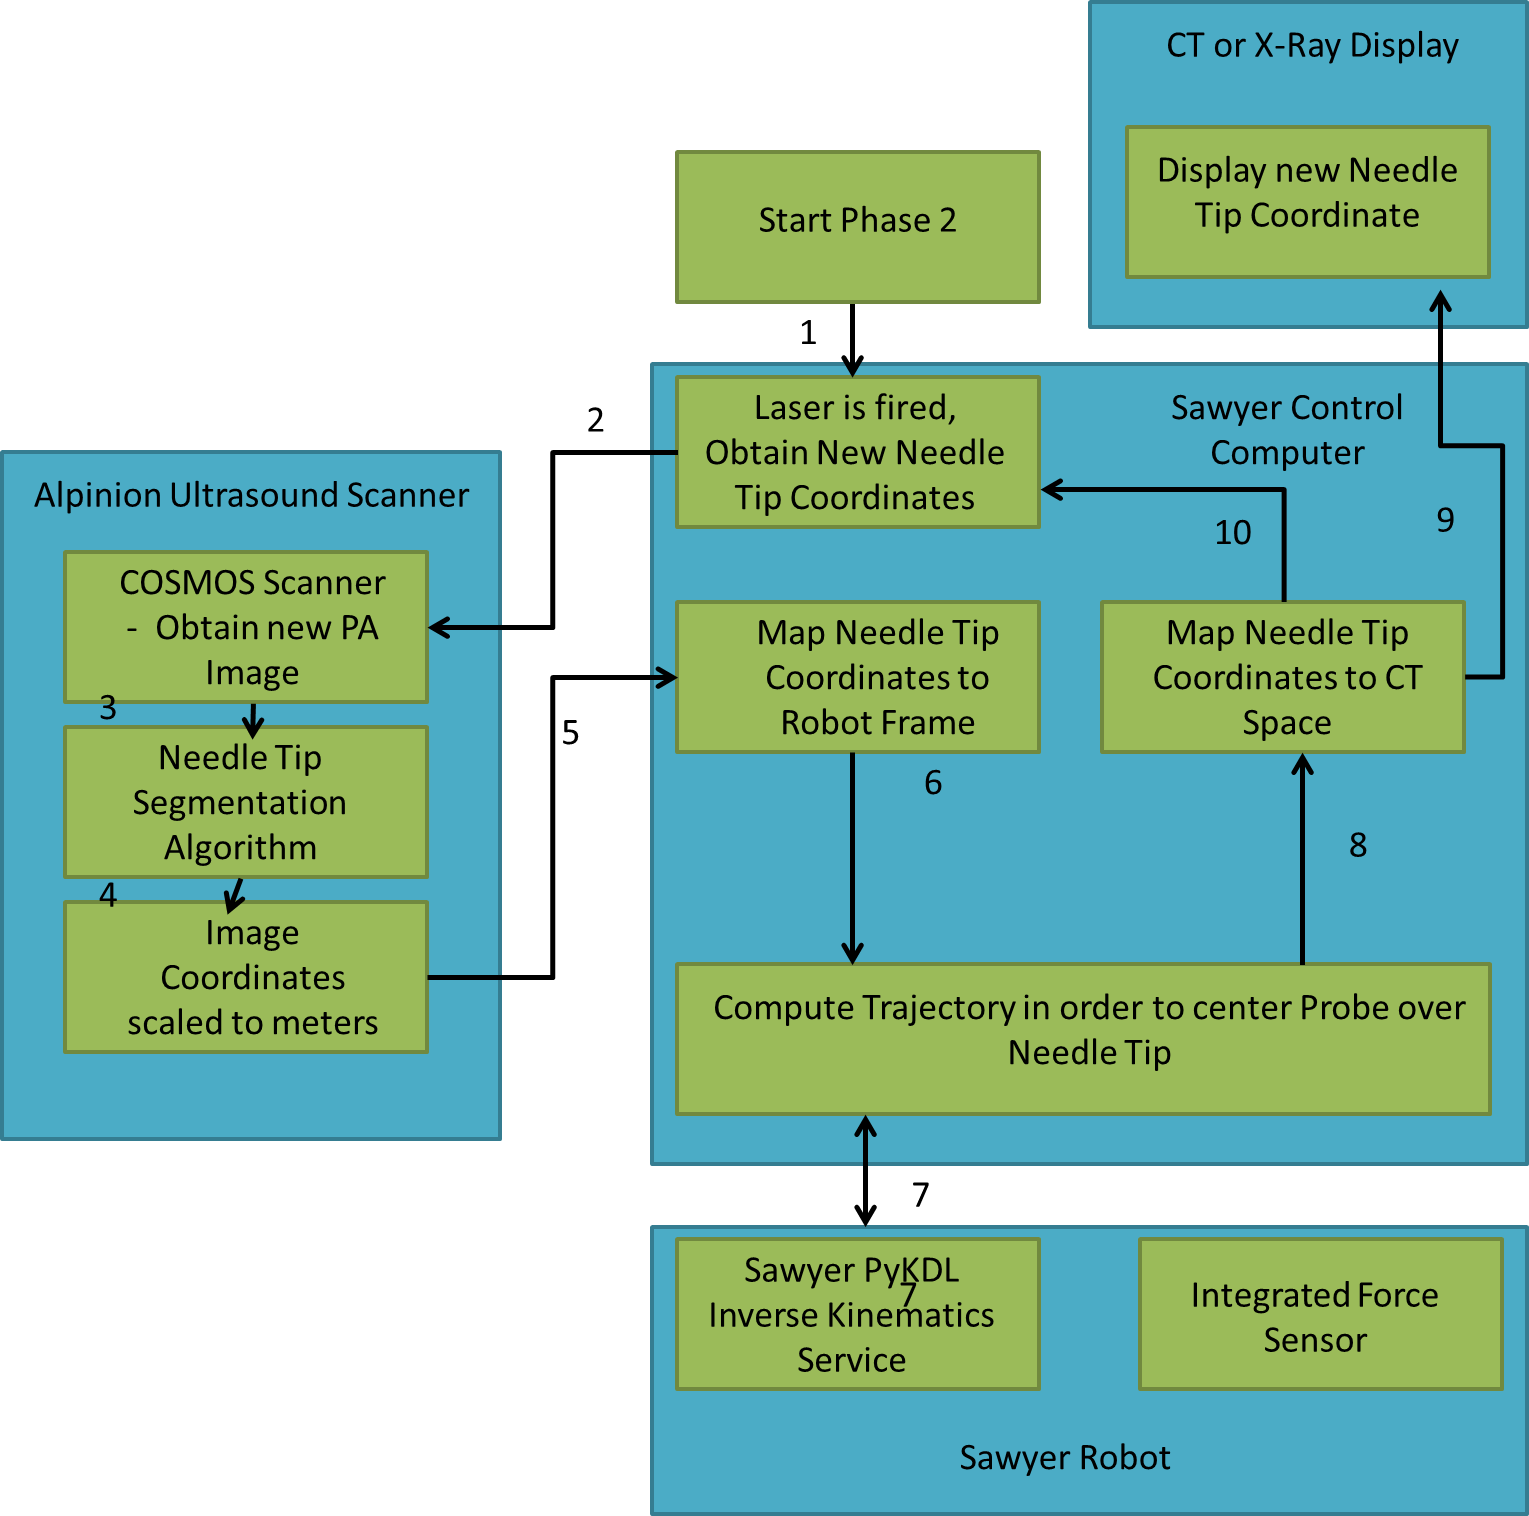 CT or X-Ray Display
Display new Needle
Tip Coordinate
Start Phase 2
1
Laser is fired,
Obtain New Needle
Tip Coordinates
Sawyer Control
Computer
2
9
10
Alpinion Ultrasound Scanner
COSMOS Scanner
- Obtain new PA
Image
3
Needle Tip
Segmentation
Algorithm
4
Image
Coordinates
scaled to meters
5
Map Needle Tip
Coordinates to
Robot Frame
Map Needle Tip
Coordinates to CT
Space
6
8
Compute Trajectory in order to center Probe over
Needle Tip
7
Sawyer PyKDL
Inverse Kinematics
Service
7
Integrated Force
Sensor
Sawyer Robot